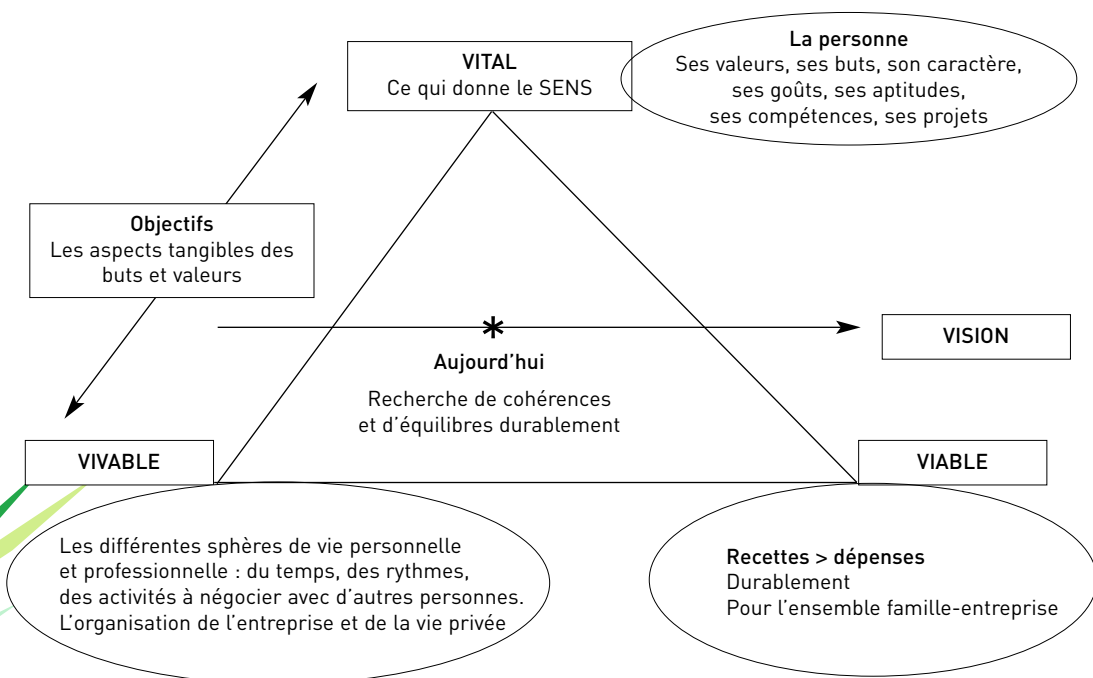 VITAL
Ce qui donne le SENS
La personne
Ses valeurs, ses buts, son caractère,
ses goûts, ses aptitudes,
ses compétences, ses projets
Objectifs
Les aspects tangibles des
buts et valeurs
*
Aujourd'hui
Recherche de cohérences
et d'équilibres durablement
VISION
VIVABLE
Les différentes sphères de vie personnelle
et professionnelle : du temps, des rythmes,
des activités à négocier avec d'autres personnes.
L'organisation de l'entreprise et de la vie privée
VIABLE
Recettes > dépenses
Durablement
Pour l'ensemble famille-entreprise